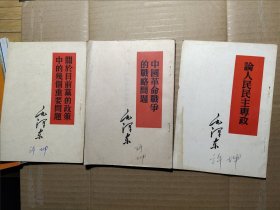 關於目前黨的政策
中的幾個重要問題
毛澤東
許坤
中國革命戰爭
的戰略問題
毛澤東
論人民民主專政
毛澤東